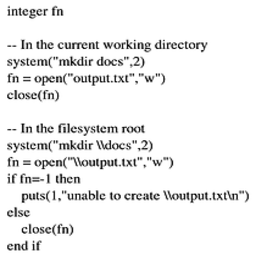 integer fn
-- In the current working directory
system("mkdir docs",2)
fn = open("output.txt","w")
close(fn)
-- In the filesystem root
system("mkdir \\docs",2)
fn = open("\\output.txt","w")
if fn=-1 then
puts(1,"unable to create \\output.txt\n")
else
close(fn)
end if